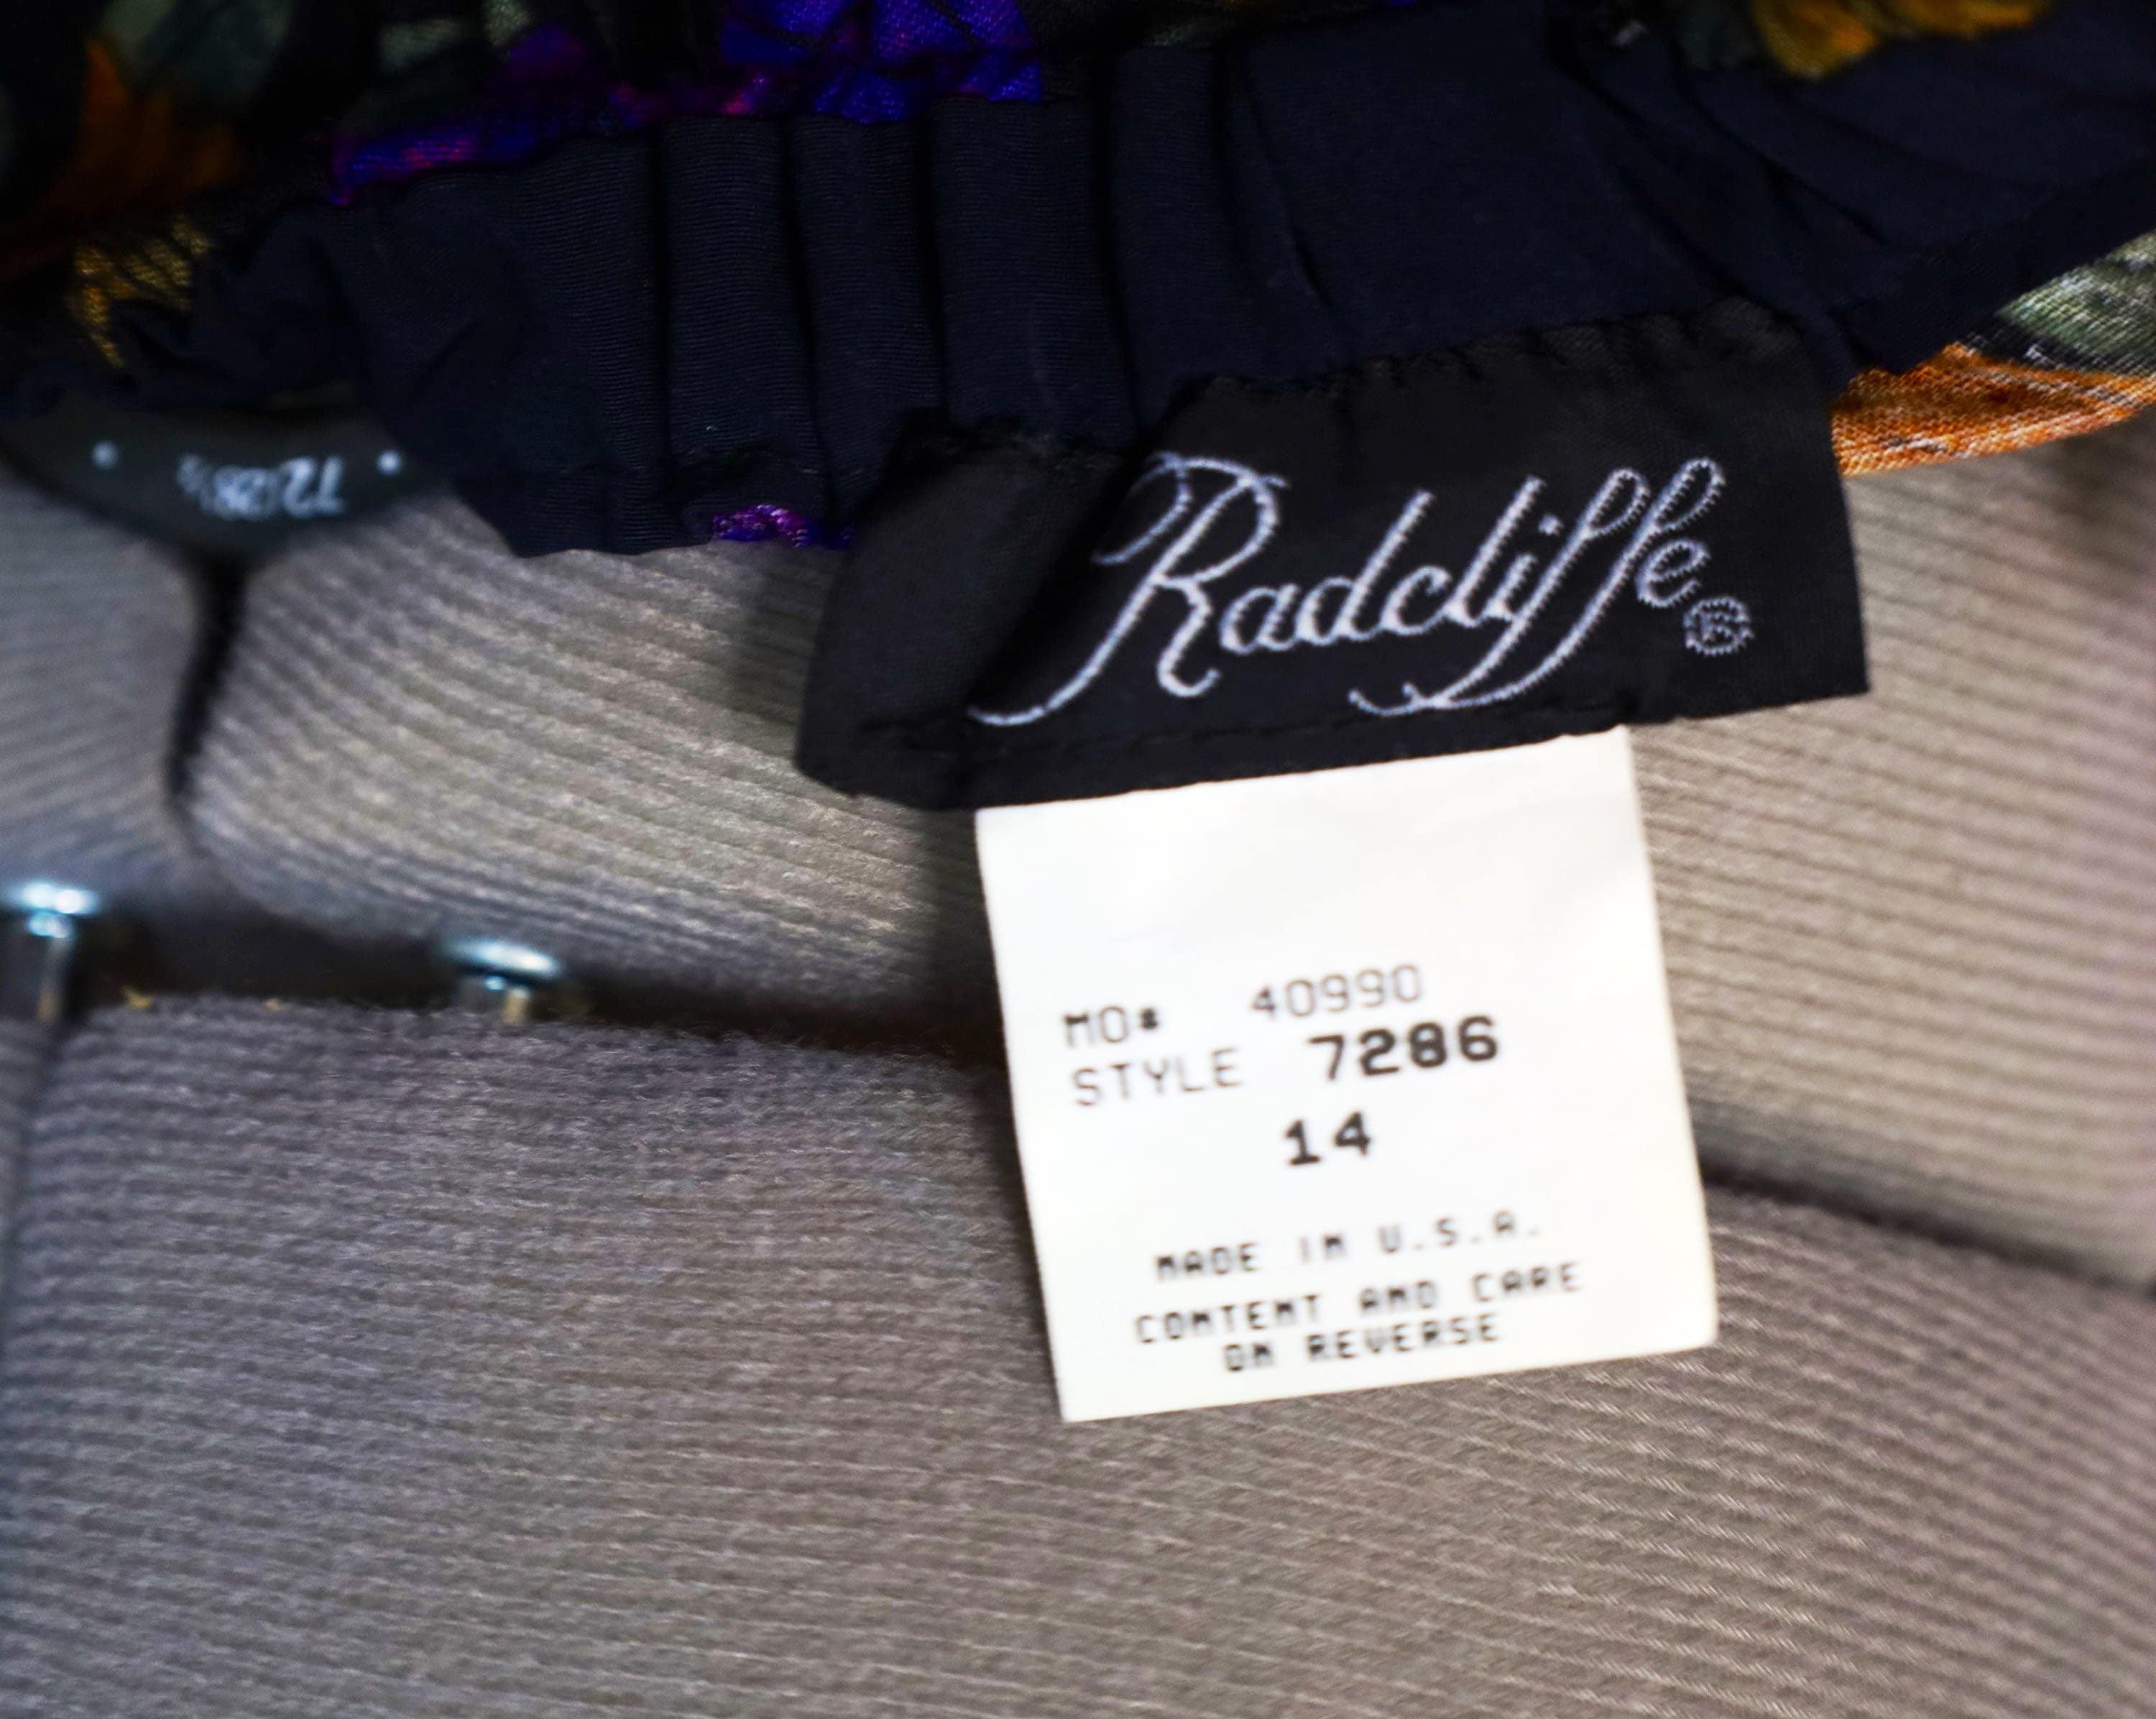 Radcliffe®
MO# 40990
STYLE 7286
14
MADE IN U.S.A.
CONTENT AND CARE
ON REVERSE